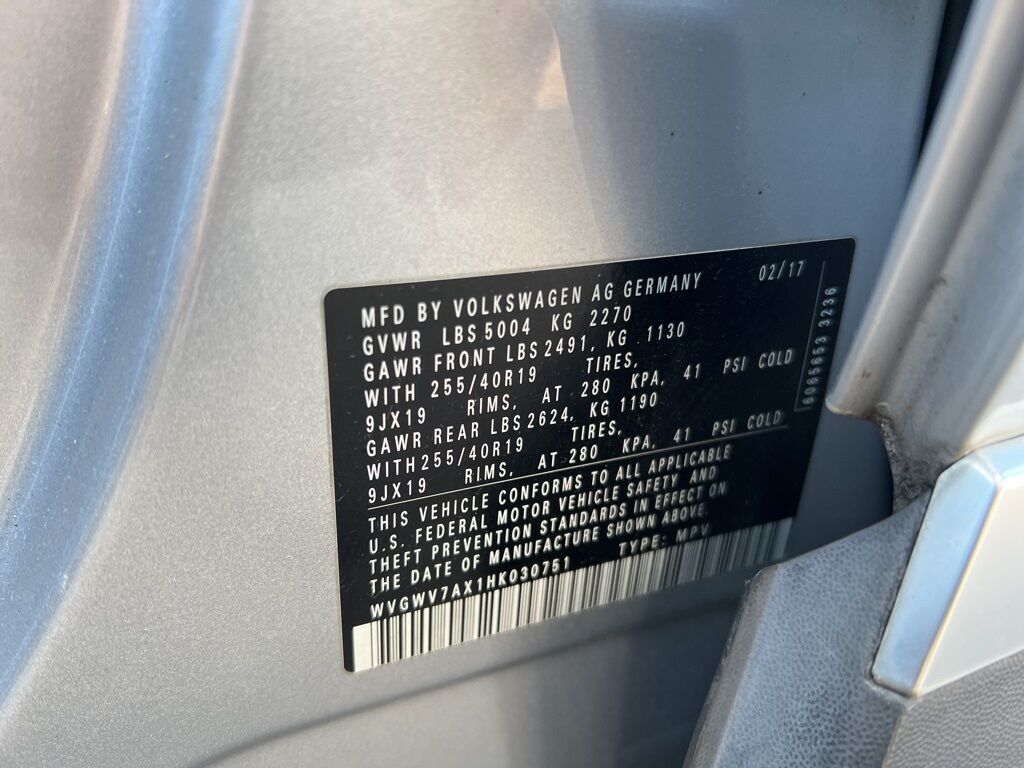 MFD BY VOLKSWAGEN AG GERMANY 02/17
GVWR LBS 5004 KG 2270
GAWR FRONT LBS 2491, KG 1130
WITH 255/40R19 TIRES,
9JX19 RIMS, AT 280 KPA, 41 PSI COLD
GAWR REAR LBS 2624, KG 1190
WITH 255/40R19 TIRES,
9JX19 RIMS, AT 280 KPA, 41 PSI COLD
THIS VEHICLE CONFORMS TO ALL APPLICABLE
U.S. FEDERAL MOTOR VEHICLE SAFETY AND
THEFT PREVENTION STANDARDS IN EFFECT ON
THE DATE OF MANUFACTURE SHOWN ABOVE.
WVGWV7AX1HK030751 TYPE: MPV
6065653 3236